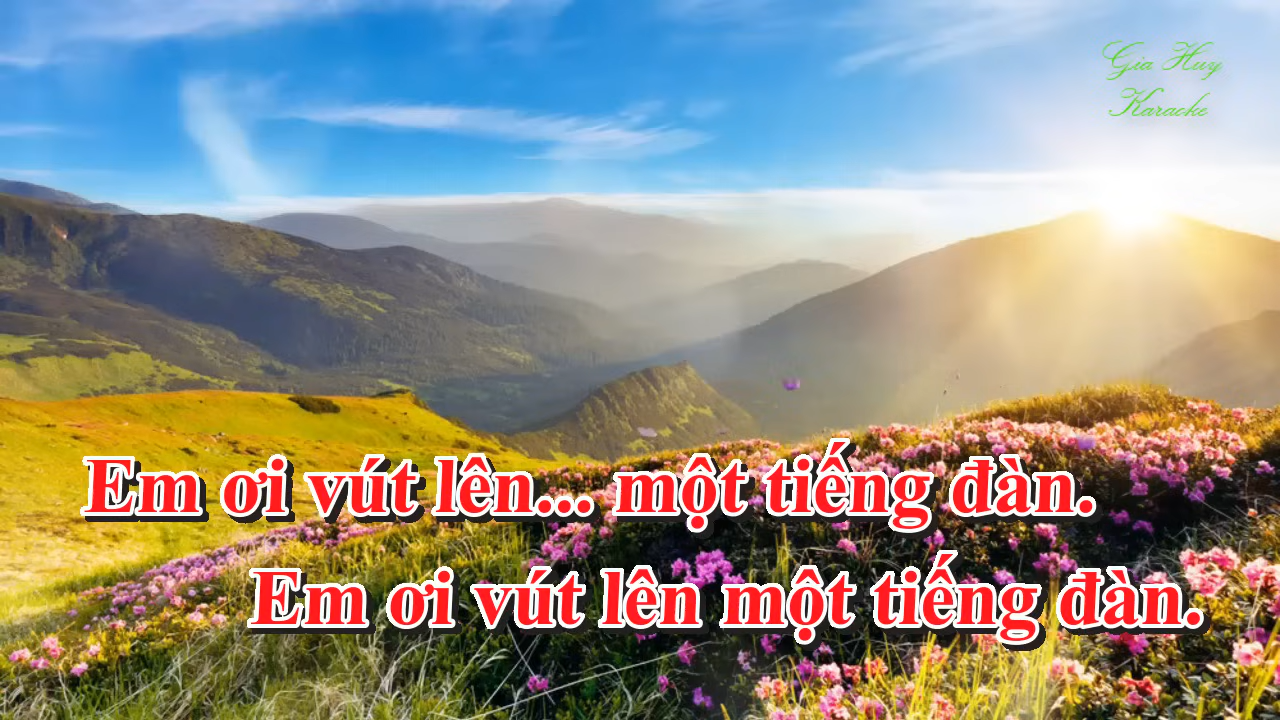 Gia Huy
Karaoke
Em ơi vút lên... một tiếng đàn.
Em ơi vút lên một tiếng đàn.